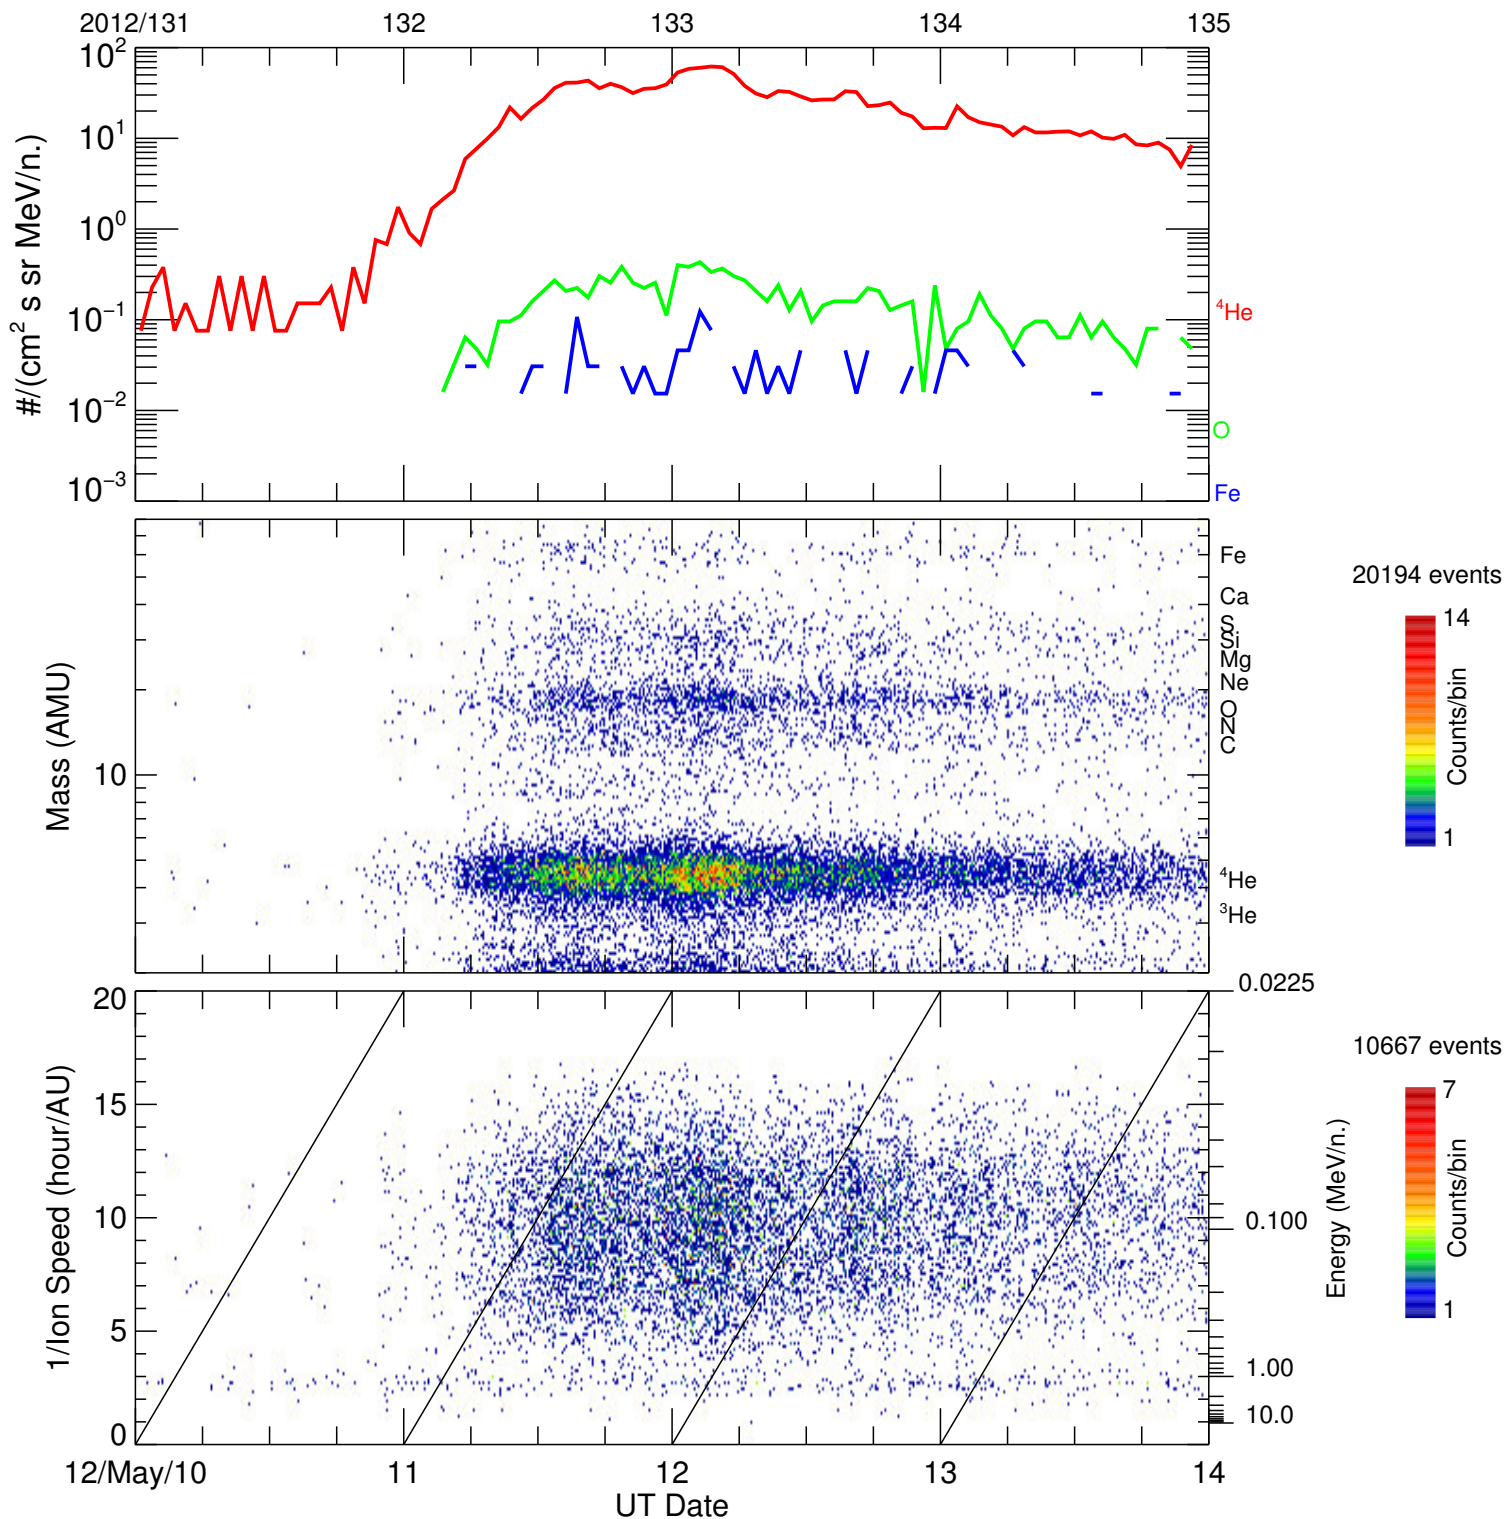 2012/131 132 133 134 135
10²
10¹
10⁰
10⁻¹
10⁻²
10⁻³
#/(cm² s sr MeV/n.)
⁴He
O
Fe
Mass (AMU)
10
Fe
Ca
S
Si
Mg
Ne
O
N
C
⁴He
³He
20194 events
14
Counts/bin
1
1/Ion Speed (hour/AU)
20
15
10
5
0
0.0225
0.100
1.00
10.0
Energy (MeV/n.)
10667 events
7
Counts/bin
1
12/May/10 11 12 13 14
UT Date